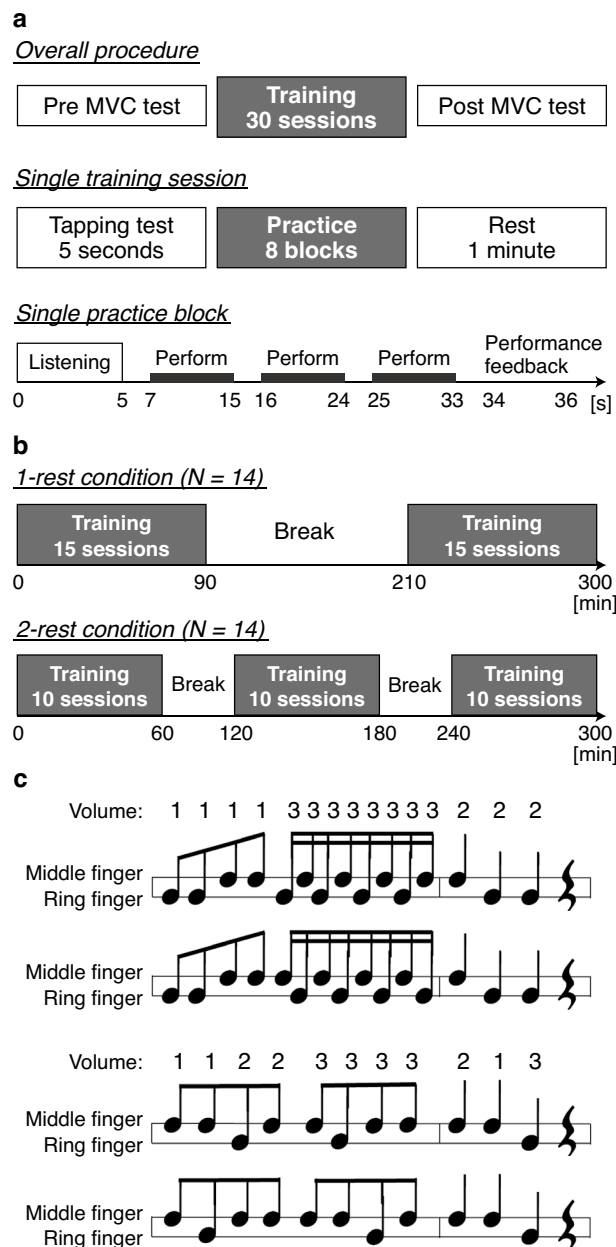 a
Overall procedure
Pre MVC test
Training
30 sessions
Post MVC test
Single training session
Tapping test
5 seconds
Practice
8 blocks
Rest
1 minute
Single practice block
Listening
Perform
Perform
Perform
Performance
feedback
0 5 7 15 16 24 25 33 34 36 [s]
b
1-rest condition (N = 14)
Training
15 sessions
Break
Training
15 sessions
0 90 210 300
[min]
2-rest condition (N = 14)
Training
10 sessions
Break
Training
10 sessions
Break
Training
10 sessions
0 60 120 180 240 300
[min]
c
Volume: 1 1 1 1 3 3 3 3 3 3 3 3 2 2 2
Middle finger
Ring finger
Middle finger
Ring finger
Volume: 1 1 2 2 3 3 3 3 2 1 3
Middle finger
Ring finger
Middle finger
Ring finger